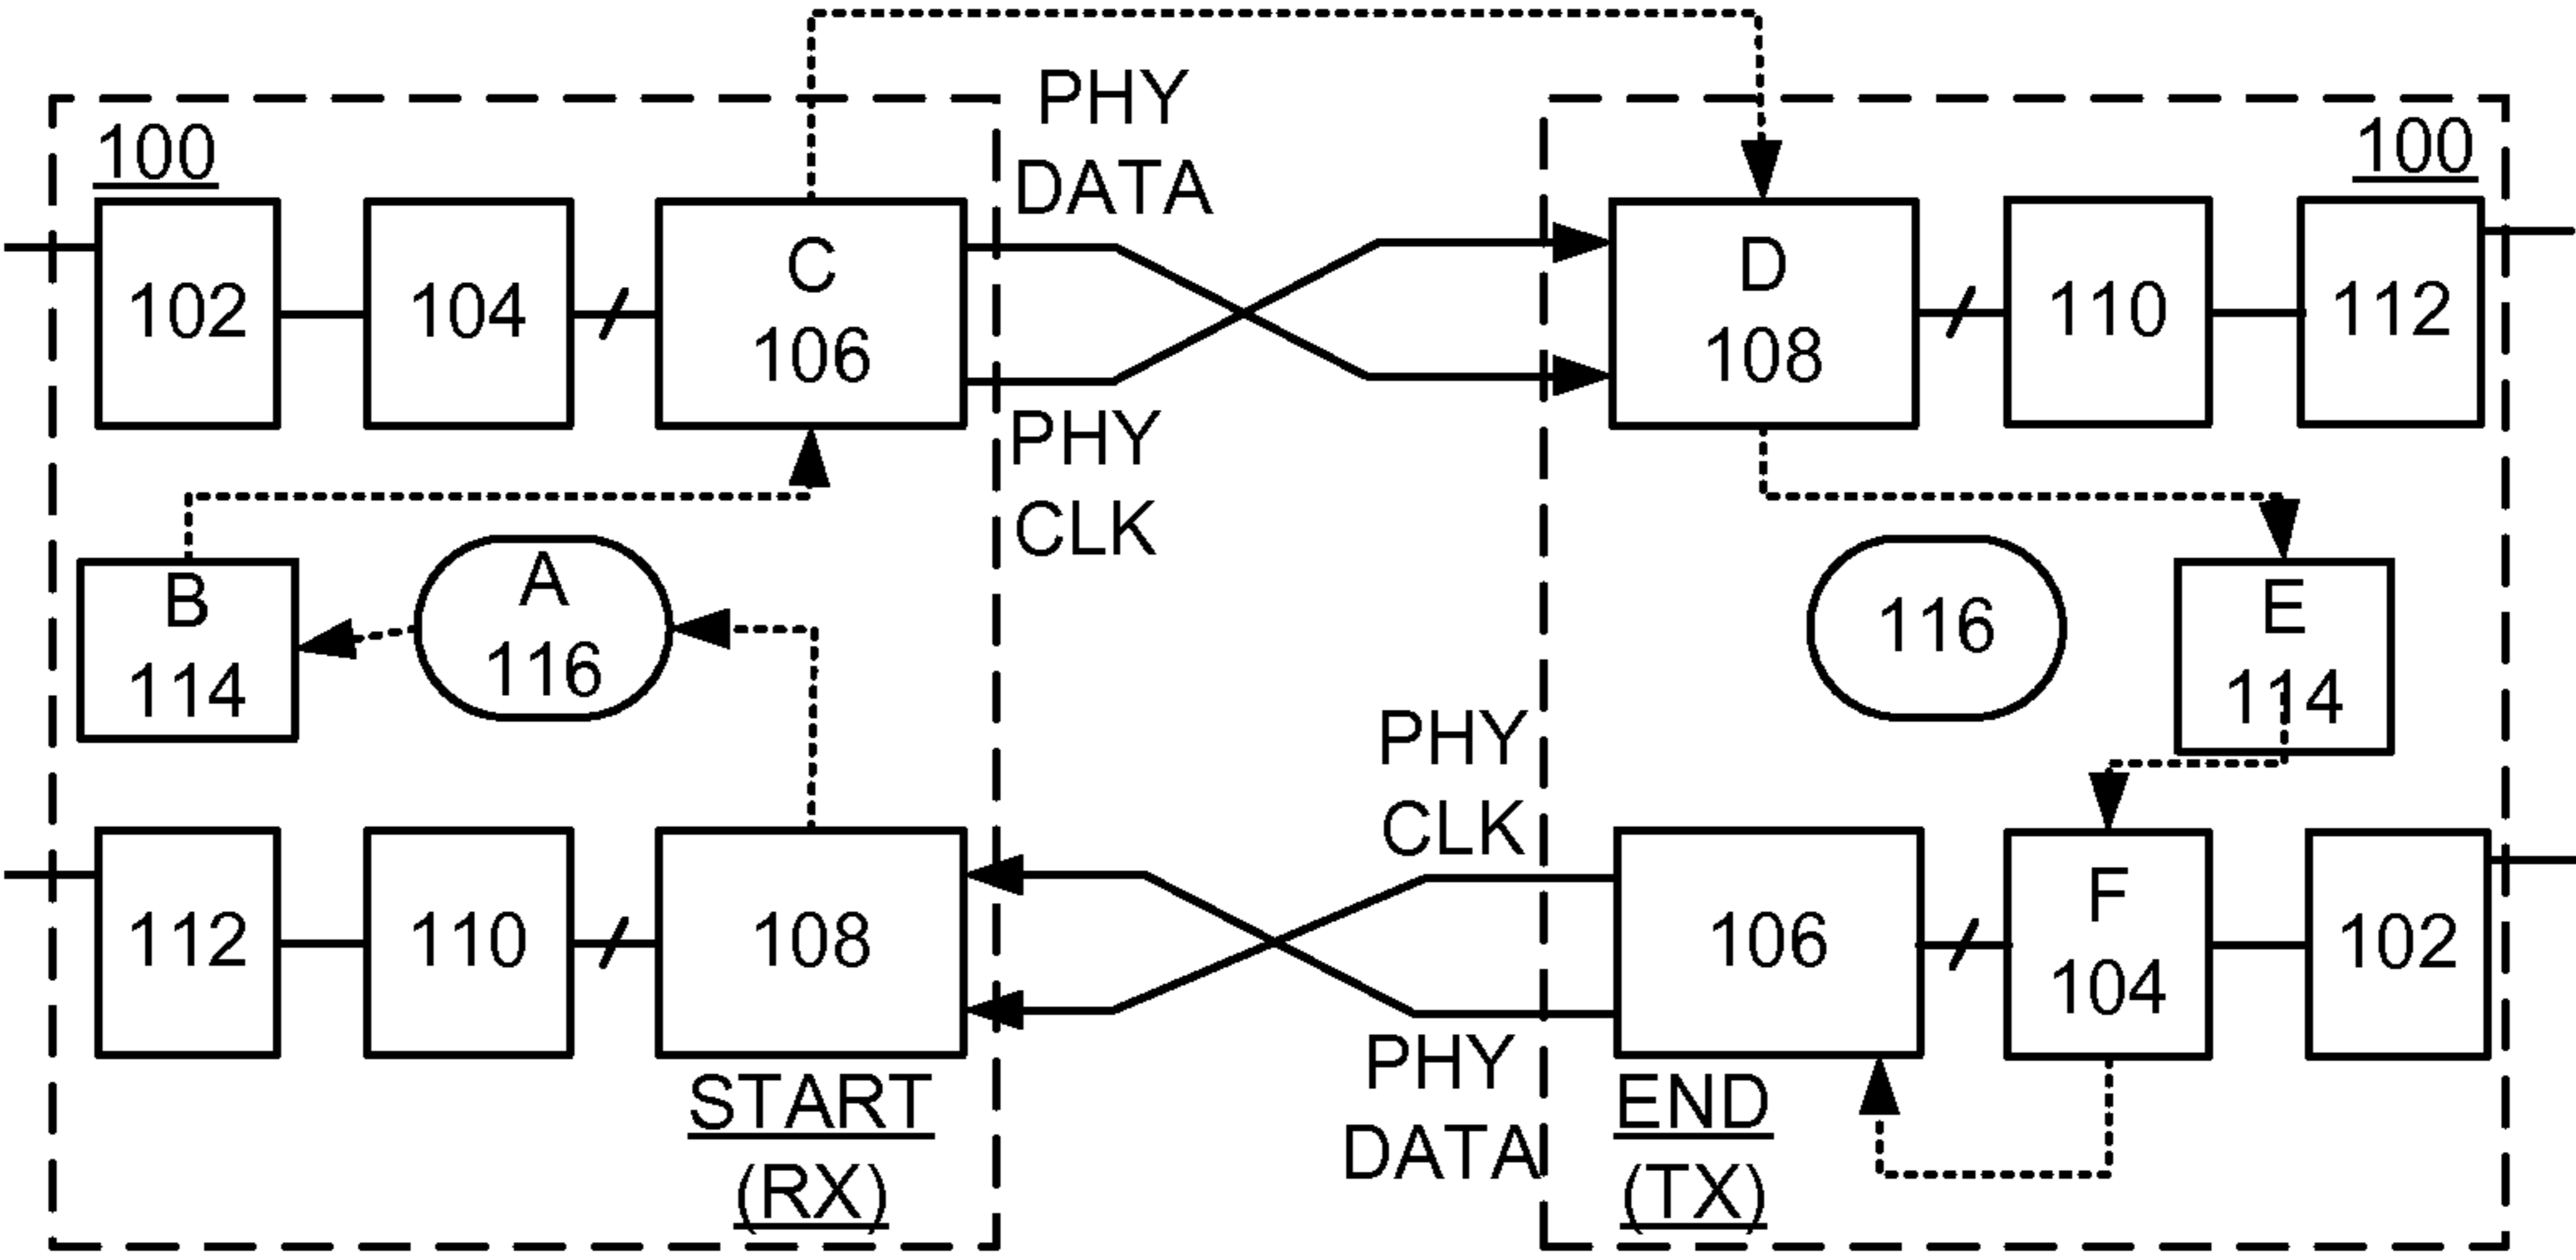 PHY
DATA
100
100
102
104
C
106
D
108
110
112
PHY
CLK
B
114
A
116
116
E
114
PHY
CLK
112
110
108
106
F
104
102
START
(RX)
PHY
DATA
END
(TX)